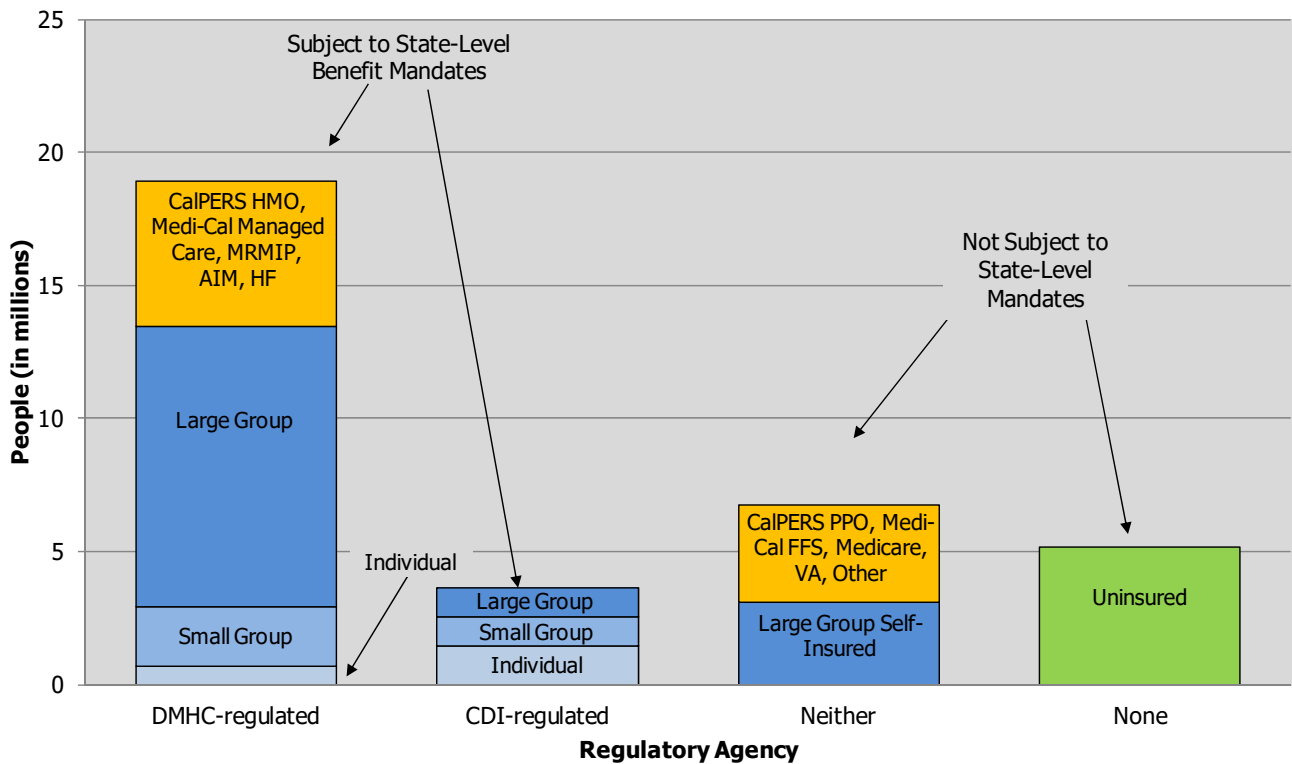 25
20
15
10
5
0
People (in millions)
Subject to State-Level
Benefit Mandates
CalPERS HMO,
Medi-Cal Managed
Care, MRMIP,
AIM, HF
Large Group
Small Group
Individual
Large Group
Small Group
Individual
Not Subject to
State-Level
Mandates
CalPERS PPO, Medi-
Cal FFS, Medicare,
VA, Other
Large Group Self-
Insured
Uninsured
DMHC-regulated
CDI-regulated
Neither
None
Regulatory Agency